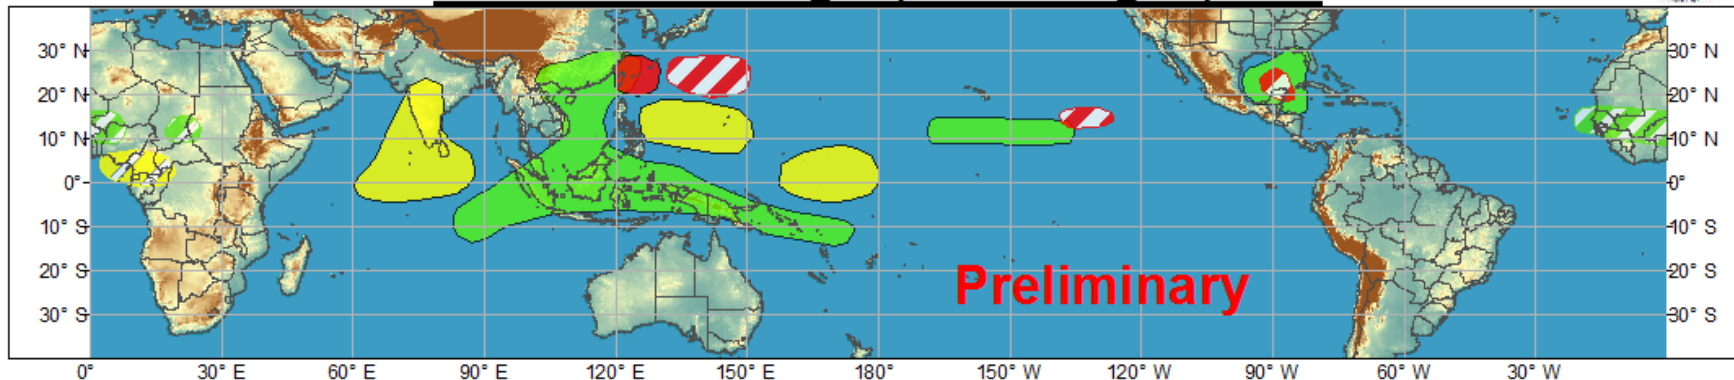 30° N 30° N
20° N 20° N
10° N 10° N
0° 0°
10° S 10° S
20° S Preliminary 20° S
30° S 30° S
0° 30° E 60° E 90° E 120° E 150° E 180° 150° W 120° W 90° W 60° W 30° W